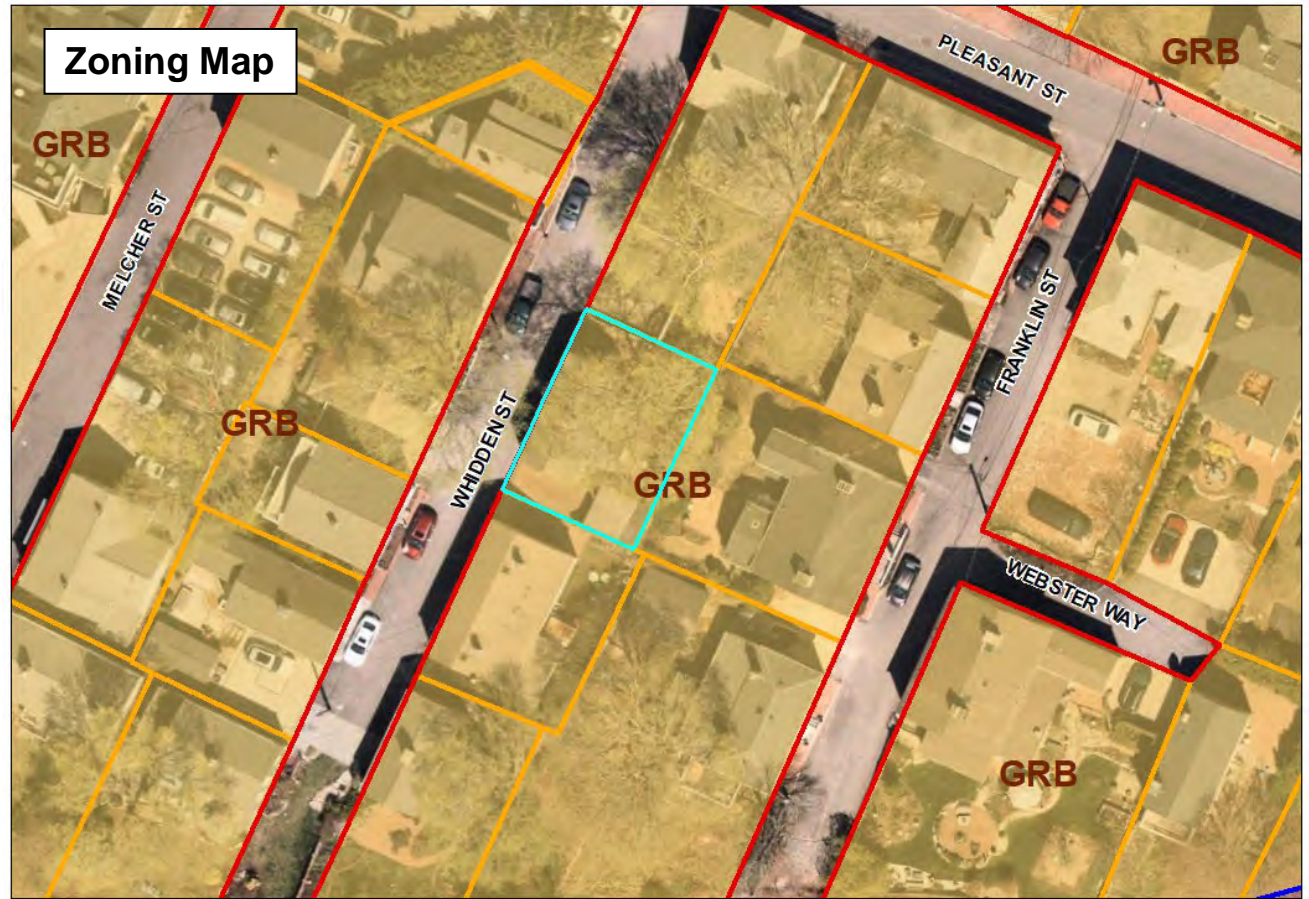 Zoning Map
PLEASANT ST
GRB
GRB
MELCHER ST
FRANKLIN ST
GRB
WHIDDEN ST
GRB
WEBSTER WAY
GRB